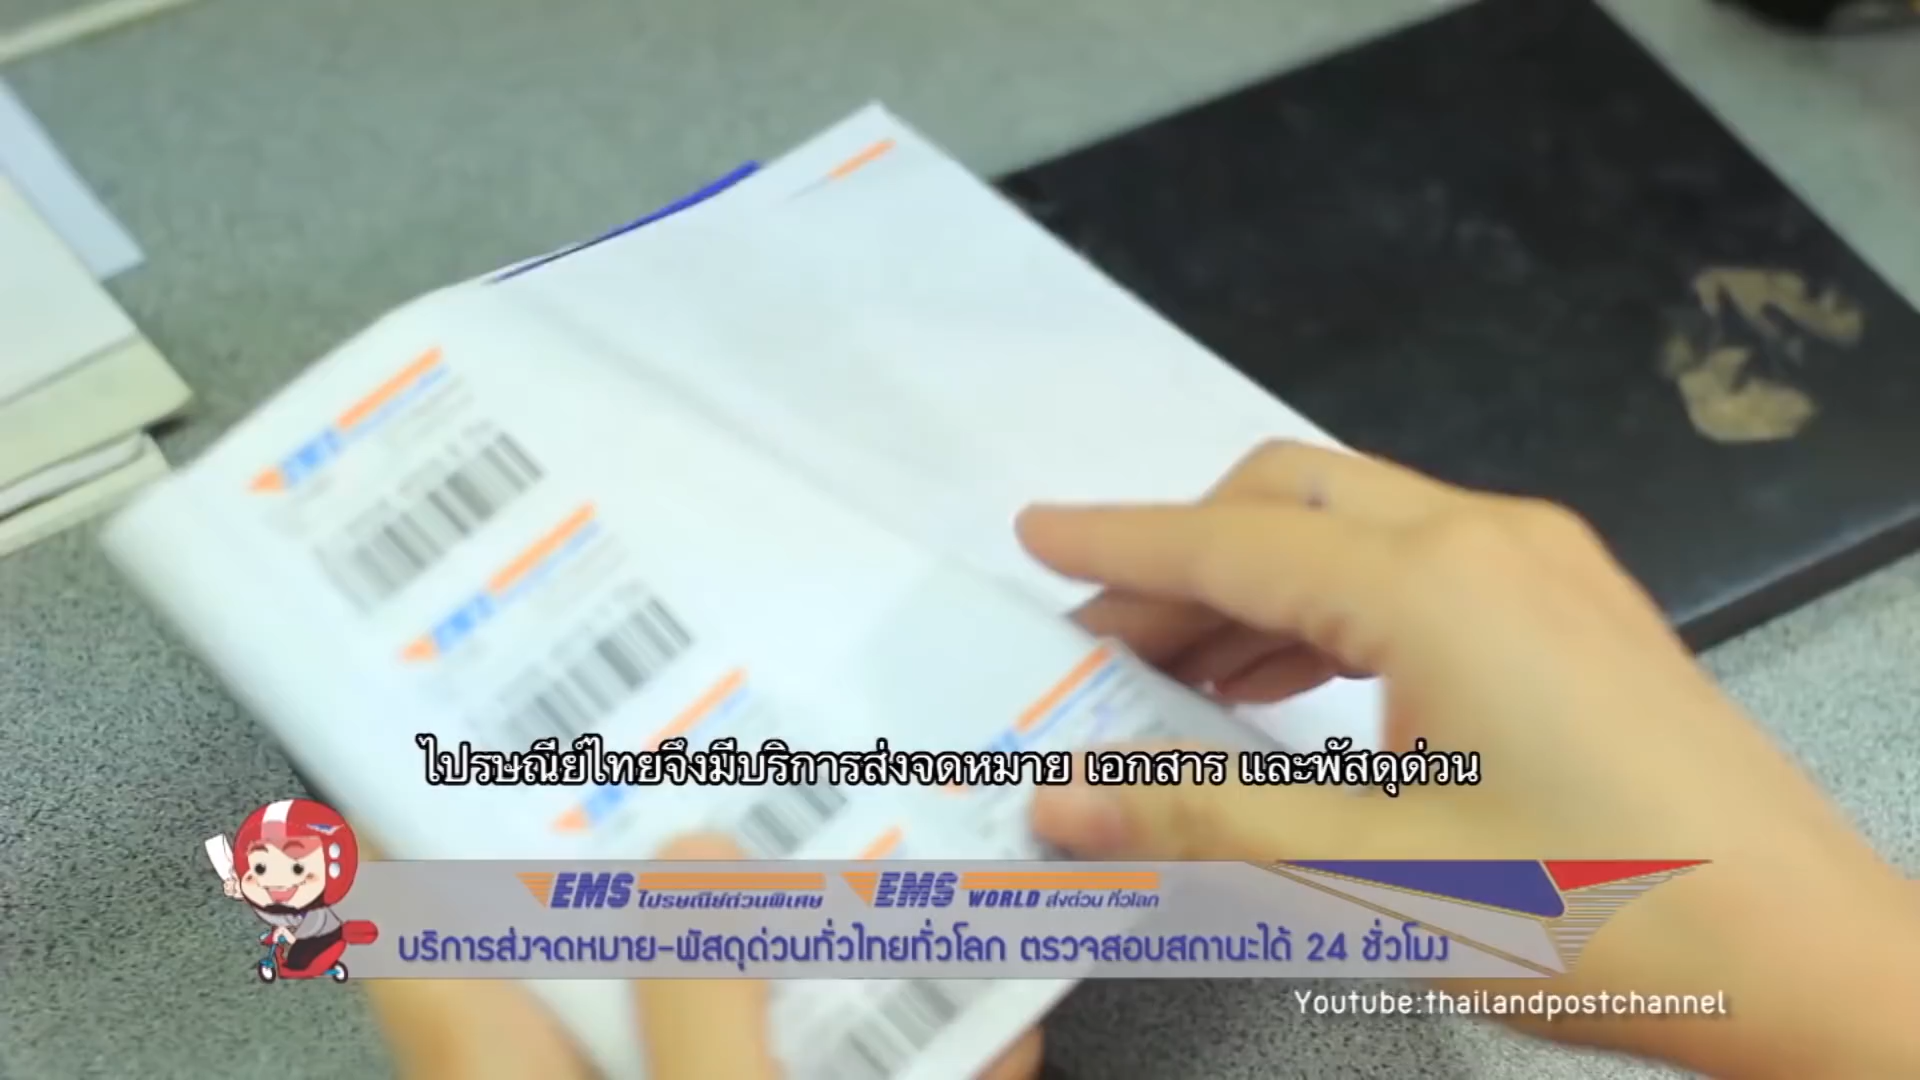 ไปรษณีย์ไทยจึงมีบริการส่งจดหมาย เอกสาร และพัสดุด่วน
EMS ไปรษณีย์ด่วนพิเศษ EMS WORLD ส่งด่วน ทั่วโลก
บริการส่งจดหมาย-พัสดุด่วนทั่วไทยทั่วโลก ตรวจสอบสถานะได้ 24 ชั่วโมง
Youtube:thailandpostchannel